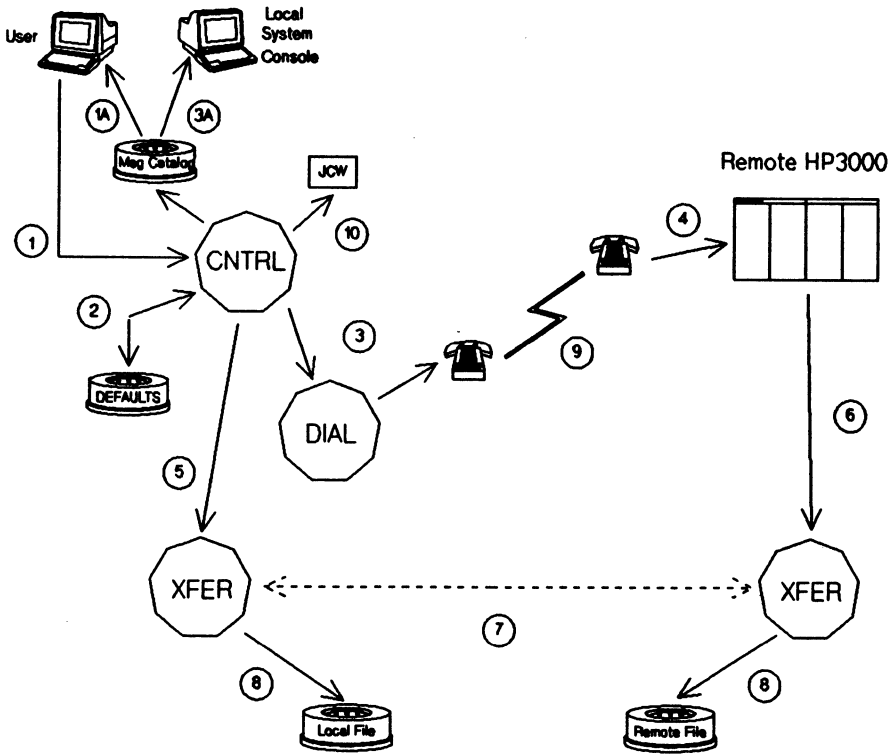 User
Local
System
Console
1A
3A
Msg Catalog
JCW
Remote HP3000
1
CNTRL
10
4
2
3
9
DEFAULTS
DIAL
6
5
XFER
XFER
7
8
8
Local File
Remote File